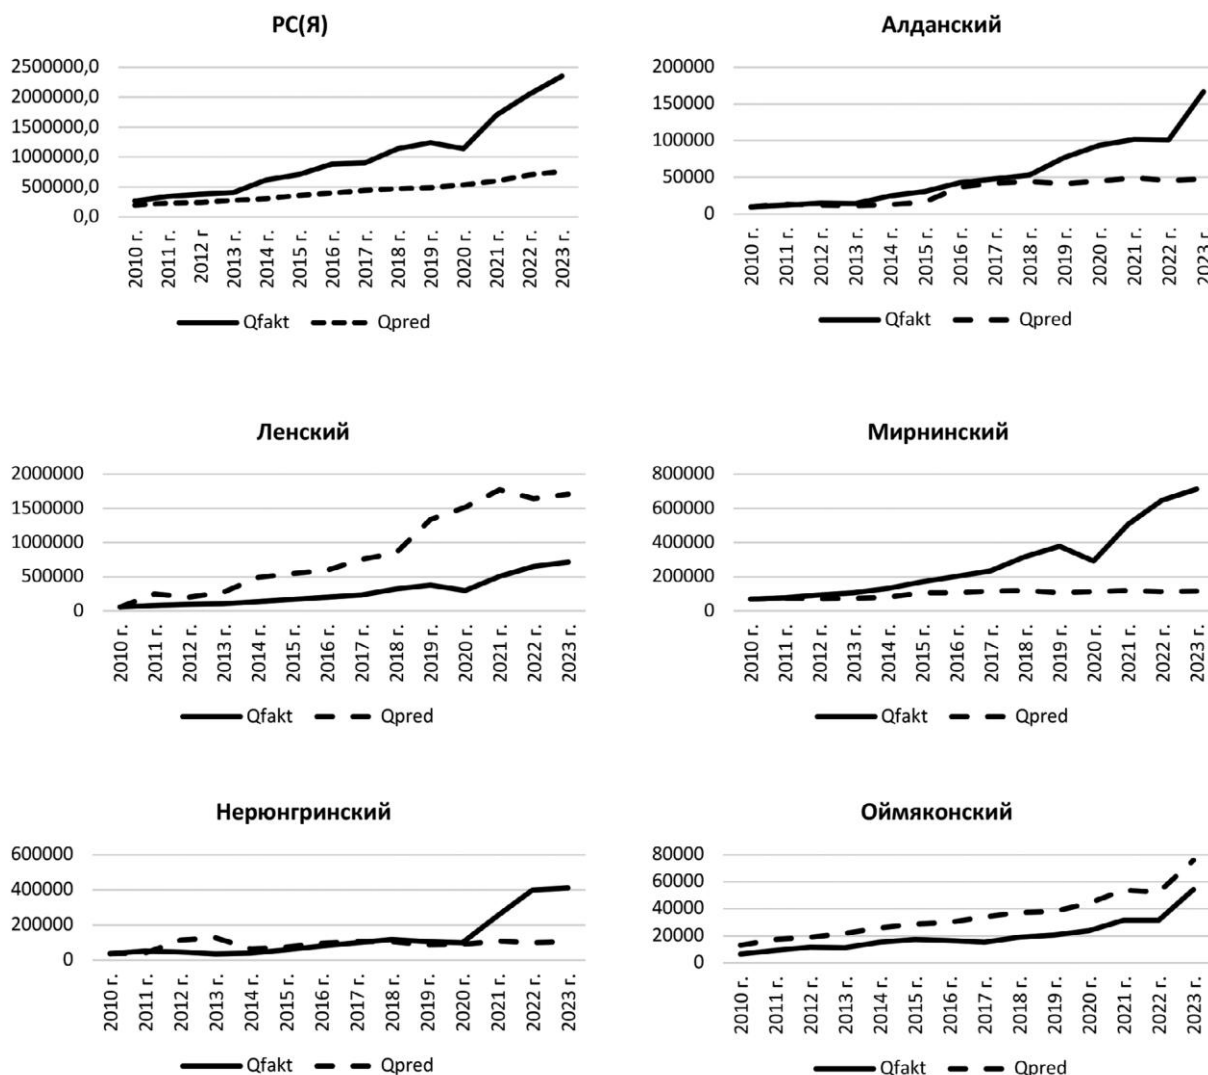 РС(Я)
2500000,0
2000000,0
1500000,0
1000000,0
500000,0
0,0
2010 г.
2011 г.
2012 г
2013 г.
2014 г.
2015 г.
2016 г.
2017 г.
2018 г.
2019 г.
2020 г.
2021 г.
2022 г.
2023 г.
Qfakt Qpred
Алданский
200000
150000
100000
50000
0
2010 г.
2011 г.
2012 г.
2013 г.
2014 г.
2015 г.
2016 г.
2017 г.
2018 г.
2019 г.
2020 г.
2021 г.
2022 г.
2023 г.
Qfakt Qpred
Ленский
2000000
1500000
1000000
500000
0
2010 г.
2011 г.
2012 г.
2013 г.
2014 г.
2015 г.
2016 г.
2017 г.
2018 г.
2019 г.
2020 г.
2021 г.
2022 г.
2023 г.
Qfakt Qpred
Мирнинский
800000
600000
400000
200000
0
2010 г.
2011 г.
2012 г.
2013 г.
2014 г.
2015 г.
2016 г.
2017 г.
2018 г.
2019 г.
2020 г.
2021 г.
2022 г.
2023 г.
Qfakt Qpred
Нерюнгринский
600000
400000
200000
0
2010 г.
2011 г.
2012 г.
2013 г.
2014 г.
2015 г.
2016 г.
2017 г.
2018 г.
2019 г.
2020 г.
2021 г.
2022 г.
2023 г.
Qfakt Qpred
Оймяконский
80000
60000
40000
20000
0
2010 г.
2011 г.
2012 г.
2013 г.
2014 г.
2015 г.
2016 г.
2017 г.
2018 г.
2019 г.
2020 г.
2021 г.
2022 г.
2023 г.
Qfakt Qpred